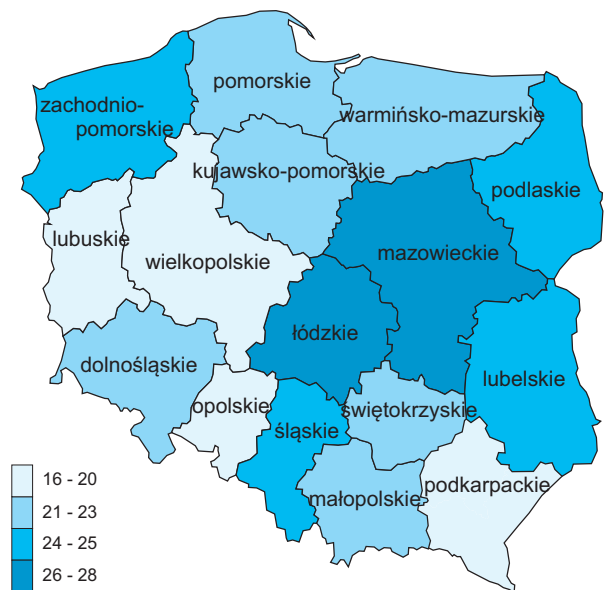 pomorskie
zachodnio-
pomorskie
warmińsko-mazurskie
kujawsko-pomorskie
podlaskie
lubuskie
wielkopolskie
mazowieckie
łódzkie
dolnośląskie
lubelskie
opolskie
świętokrzyskie
śląskie
podkarpackie
małopolskie
16 - 20
21 - 23
24 - 25
26 - 28